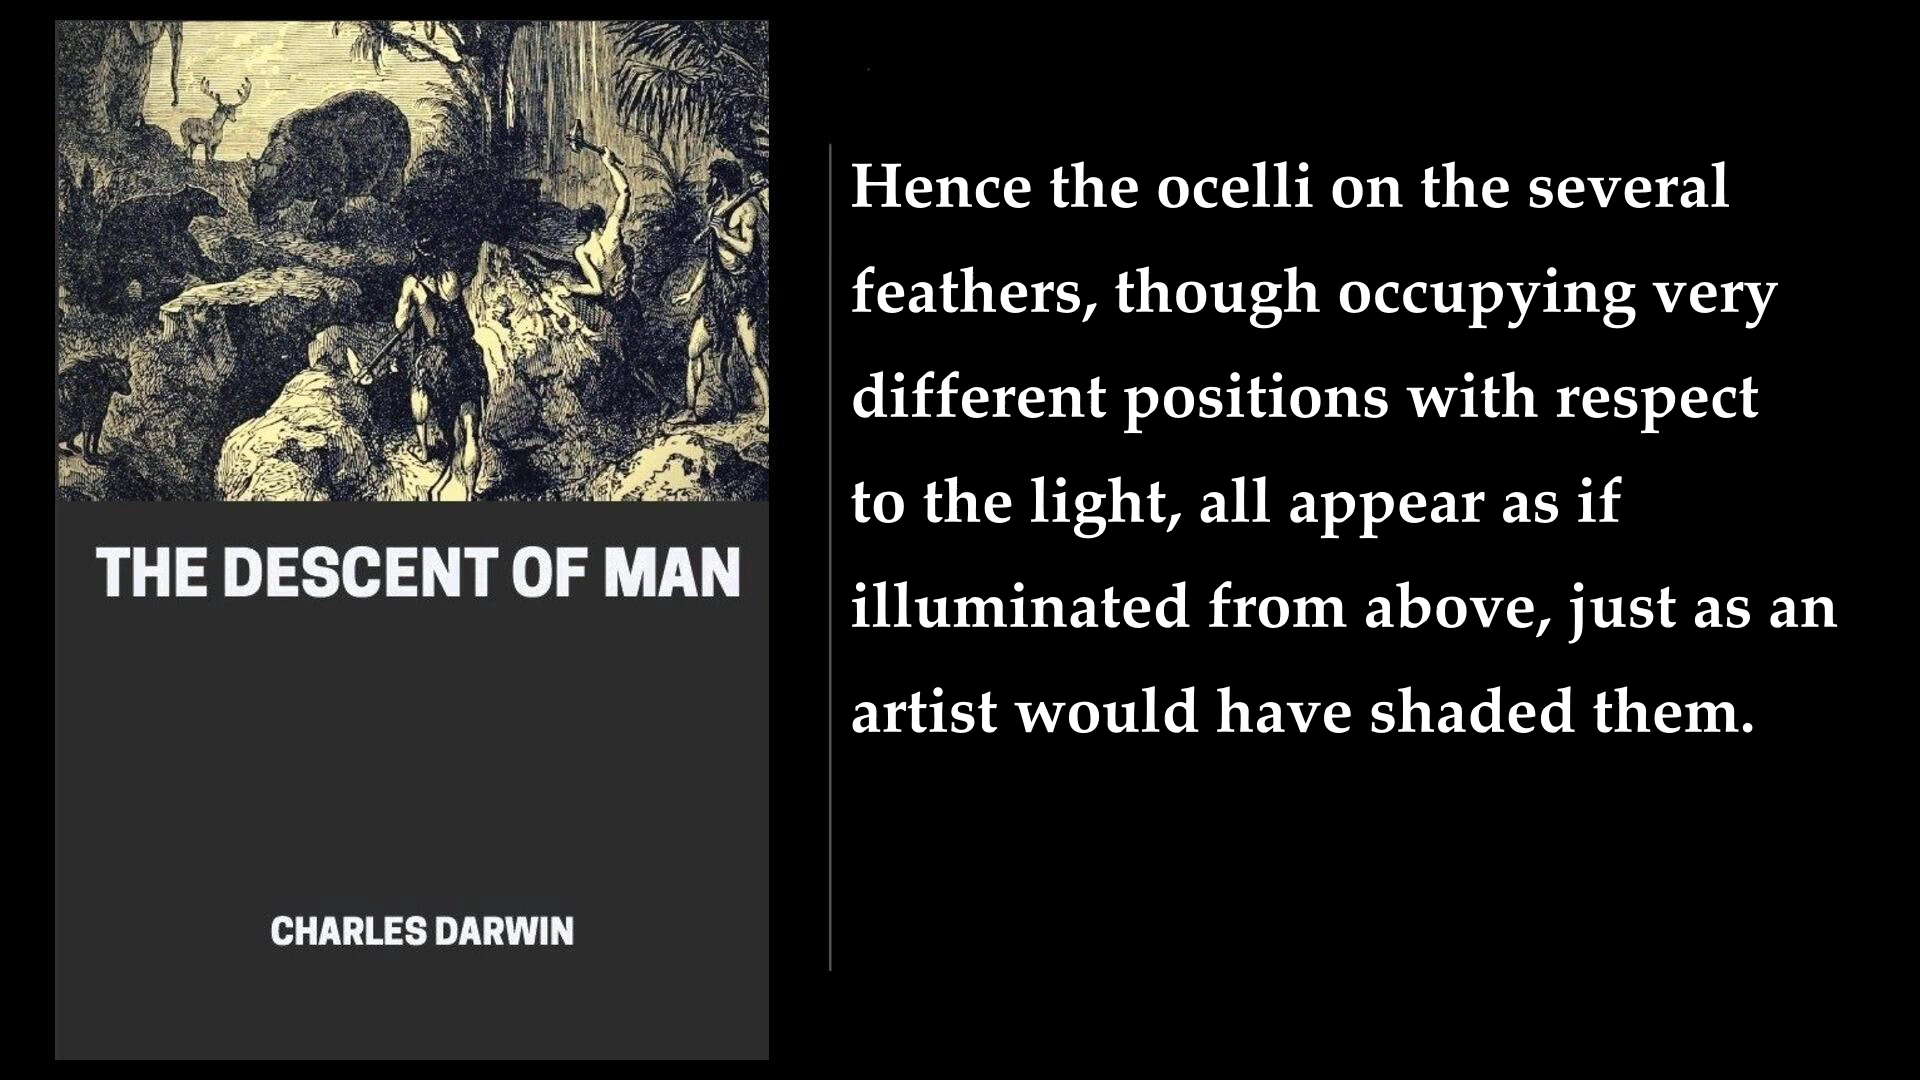 THE DESCENT OF MAN
CHARLES DARWIN
Hence the ocelli on the several
feathers, though occupying very
different positions with respect
to the light, all appear as if
illuminated from above, just as an
artist would have shaded them.